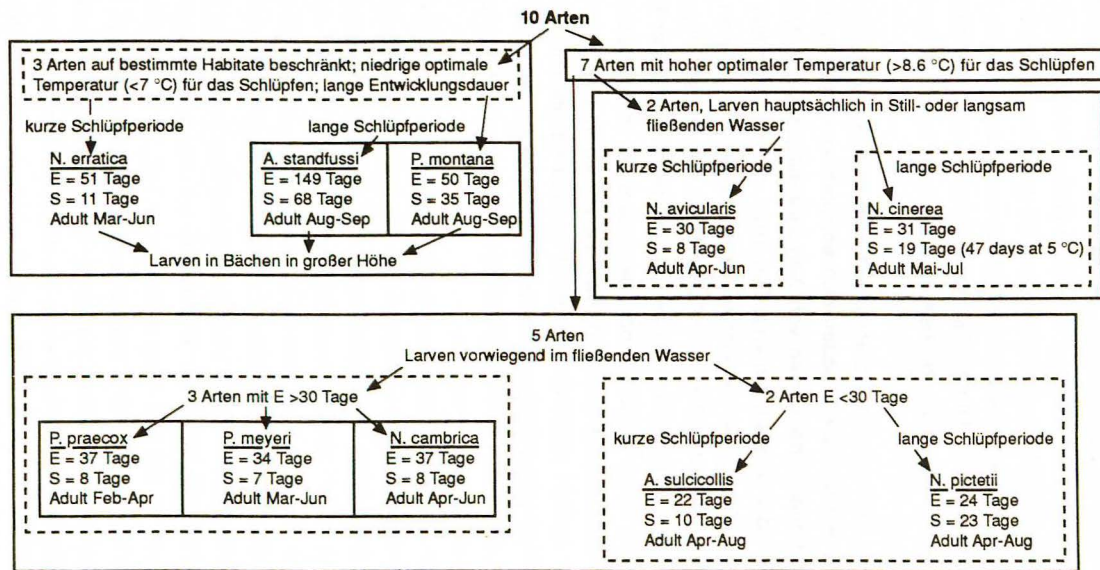 10 Arten
3 Arten auf bestimmte Habitate beschränkt; niedrige optimale
Temperatur (<7 °C) für das Schlüpfen; lange Entwicklungsdauer
kurze Schlüpfperiode
lange Schlüpfperiode
N. erratica
E = 51 Tage
S = 11 Tage
Adult Mar-Jun
A. standfussi
E = 149 Tage
S = 68 Tage
Adult Aug-Sep
P. montana
E = 50 Tage
S = 35 Tage
Adult Aug-Sep
Larven in Bächen in großer Höhe
7 Arten mit hoher optimaler Temperatur (>8.6 °C) für das Schlüpfen
2 Arten, Larven hauptsächlich in Still- oder langsam
fließenden Wasser
kurze Schlüpfperiode
N. avicularis
E = 30 Tage
S = 8 Tage
Adult Apr-Jun
lange Schlüpfperiode
N. cinerea
E = 31 Tage
S = 19 Tage (47 days at 5 °C)
Adult Mai-Jul
5 Arten
Larven vorwiegend im fließenden Wasser
3 Arten mit E >30 Tage
P. praecox
E = 37 Tage
S = 8 Tage
Adult Feb-Apr
P. meyeri
E = 34 Tage
S = 7 Tage
Adult Mar-Jun
N. cambrica
E = 37 Tage
S = 8 Tage
Adult Apr-Jun
2 Arten E <30 Tage
kurze Schlüpfperiode
A. sulcicollis
E = 22 Tage
S = 10 Tage
Adult Apr-Aug
lange Schlüpfperiode
N. pictetii
E = 24 Tage
S = 23 Tage
Adult Apr-Aug